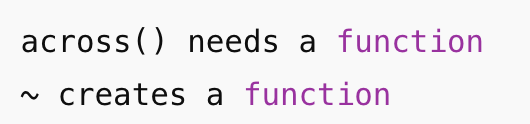 across() needs a function
~ creates a function